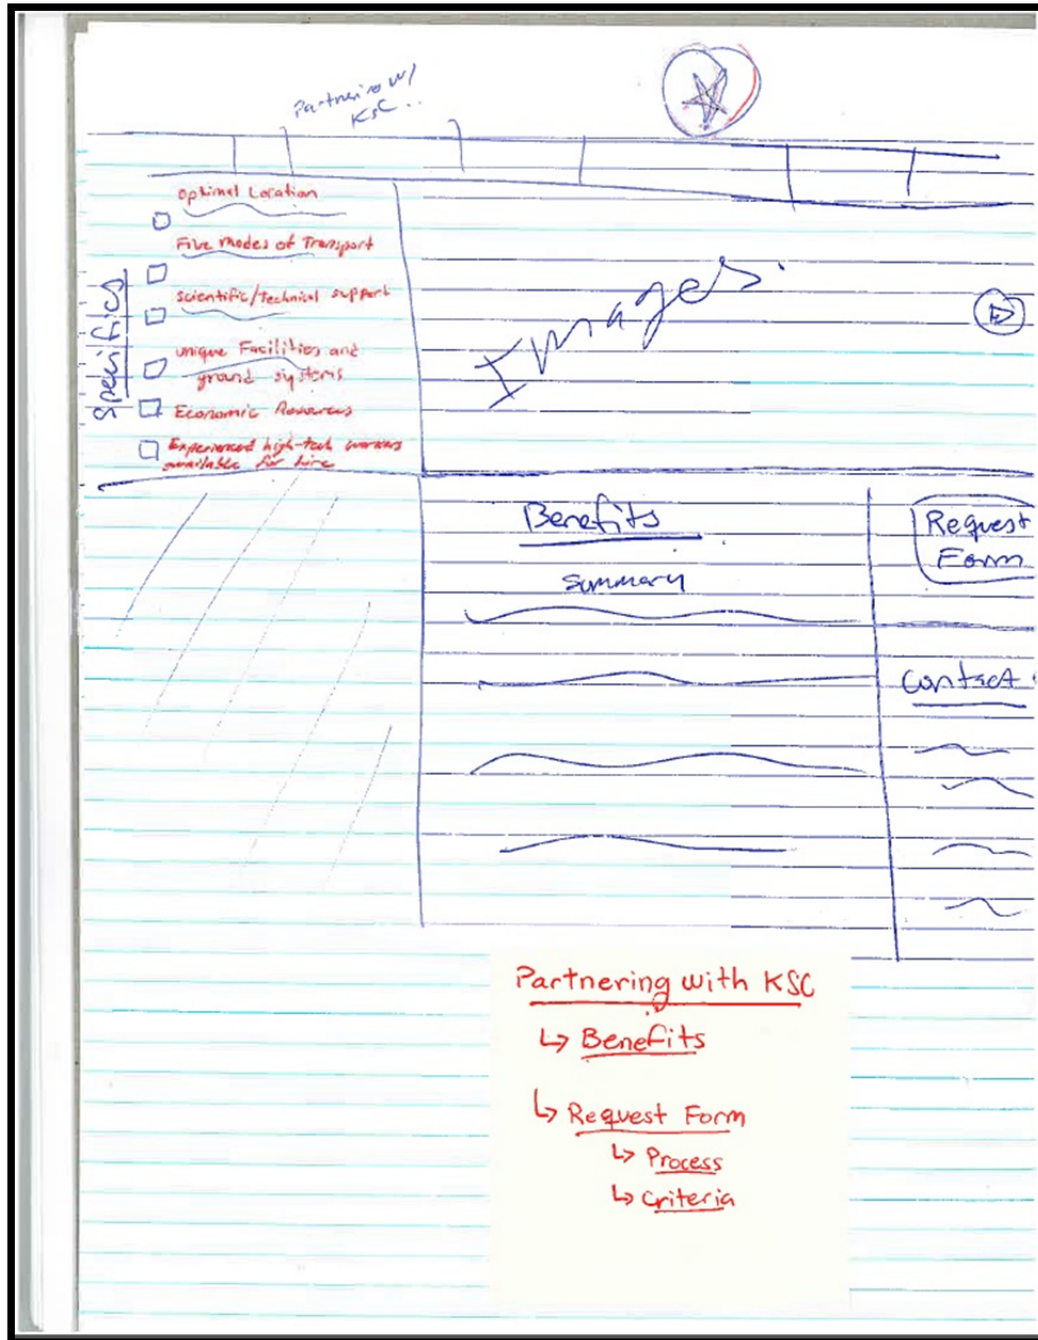 Partnering w/
KSC..
Optimal Location
Five modes of Transport
scientific/technical support
unique Facilities and
ground systems
Economic Resources
Experienced high-tech workers
available for hire
Specifics
Images.
Benefits
Summary
Request
Form
Contact
Partnering with KSC
↳ Benefits
↳ Request Form
↳ Process
↳ Criteria